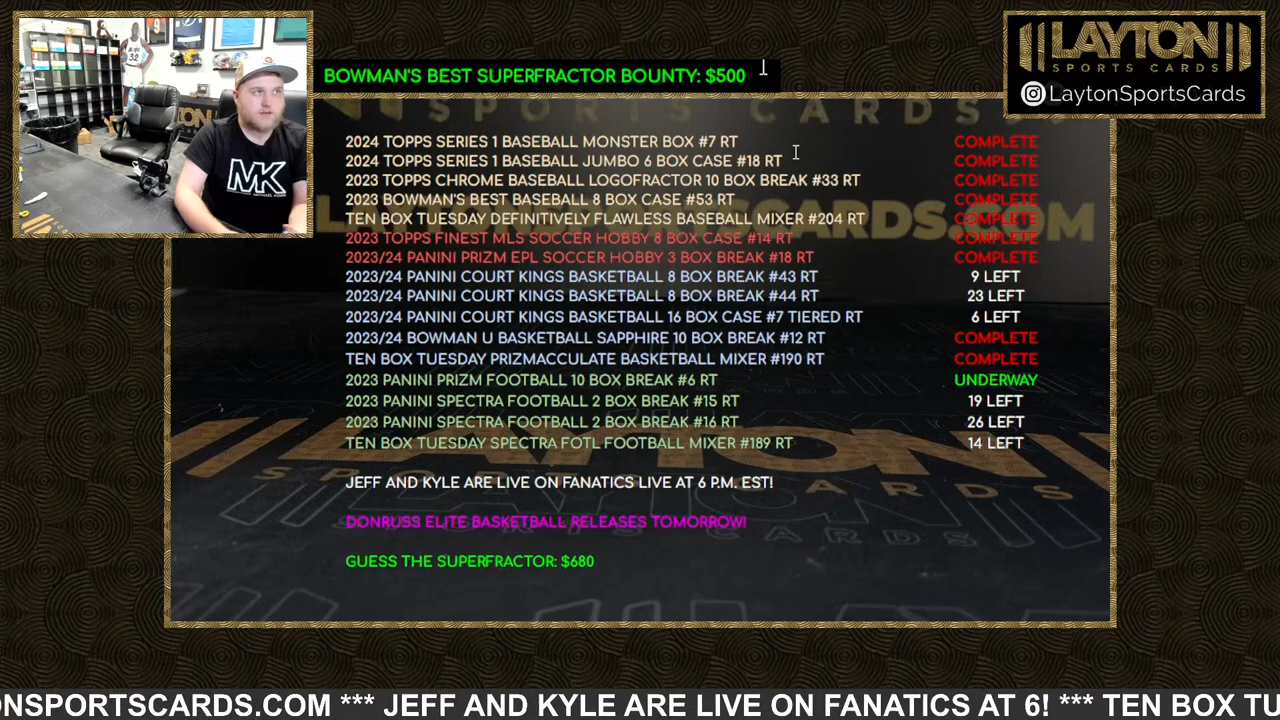 LAYTON
SPORTS CARDS
LaytonSportsCards
BOWMAN'S BEST SUPERFRACTOR BOUNTY: $500
SPORTS CARDS
2024 TOPPS SERIES 1 BASEBALL MONSTER BOX #7 RT COMPLETE
2024 TOPPS SERIES 1 BASEBALL JUMBO 6 BOX CASE #18 RT COMPLETE
2023 TOPPS CHROME BASEBALL LOGOFRACTOR 10 BOX BREAK #33 RT COMPLETE
2023 BOWMAN'S BEST BASEBALL 8 BOX CASE #53 RT COMPLETE
TEN BOX TUESDAY DEFINITIVELY FLAWLESS BASEBALL MIXER #204 RT COMPLETE
2023 TOPPS FINEST MLS SOCCER HOBBY 8 BOX CASE #14 RT COMPLETE
2023/24 PANINI PRIZM EPL SOCCER HOBBY 3 BOX BREAK #18 RT COMPLETE
2023/24 PANINI COURT KINGS BASKETBALL 8 BOX BREAK #43 RT 9 LEFT
2023/24 PANINI COURT KINGS BASKETBALL 8 BOX BREAK #44 RT 23 LEFT
2023/24 PANINI COURT KINGS BASKETBALL 16 BOX CASE #7 TIERED RT 6 LEFT
2023/24 BOWMAN U BASKETBALL SAPPHIRE 10 BOX BREAK #12 RT COMPLETE
TEN BOX TUESDAY PRIZMACCULATE BASKETBALL MIXER #190 RT COMPLETE
2023 PANINI PRIZM FOOTBALL 10 BOX BREAK #6 RT UNDERWAY
2023 PANINI SPECTRA FOOTBALL 2 BOX BREAK #15 RT 19 LEFT
2023 PANINI SPECTRA FOOTBALL 2 BOX BREAK #16 RT 26 LEFT
TEN BOX TUESDAY SPECTRA FOTL FOOTBALL MIXER #189 RT 14 LEFT
JEFF AND KYLE ARE LIVE ON FANATICS LIVE AT 6 P.M. EST!
DONRUSS ELITE BASKETBALL RELEASES TOMORROW!
GUESS THE SUPERFRACTOR: $680
MK
32
ONSPORTSCARDS.COM *** JEFF AND KYLE ARE LIVE ON FANATICS AT 6! *** TEN BOX TU